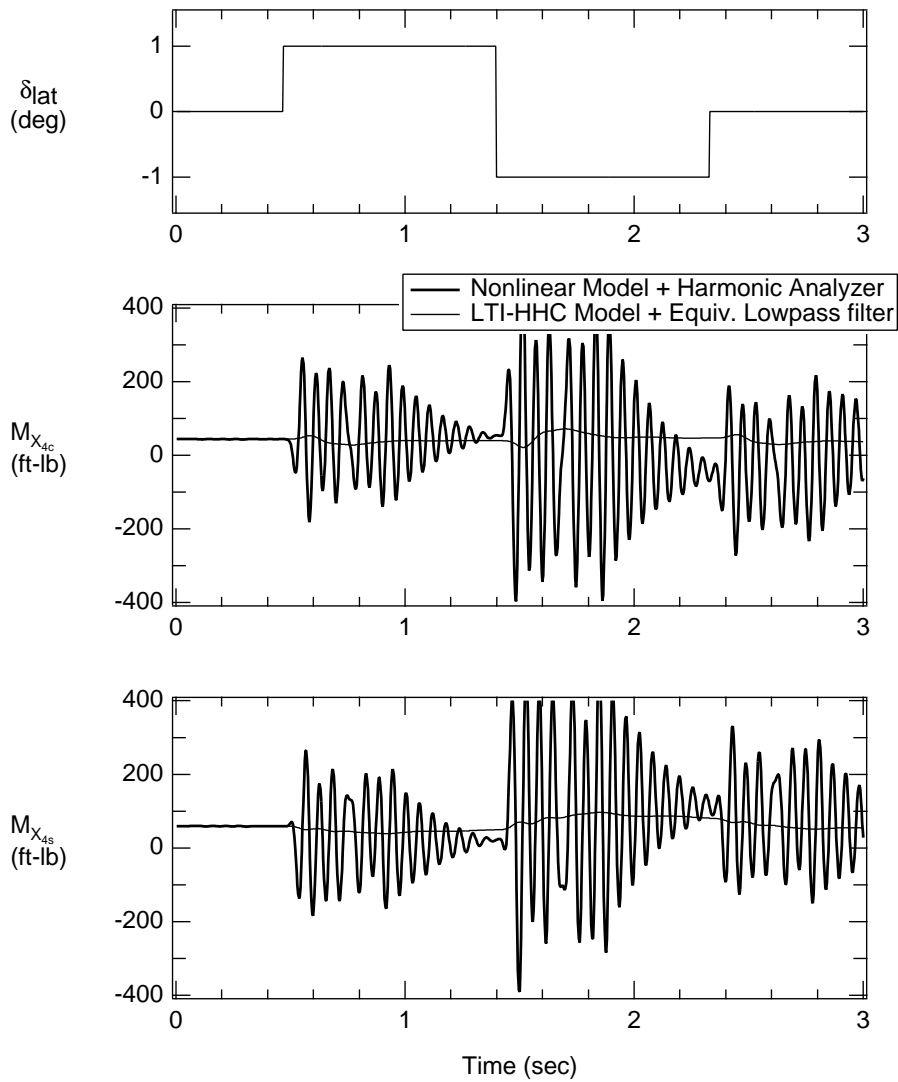 1
δlat
(deg)
0
-1
0 1 2 3
Nonlinear Model + Harmonic Analyzer
LTI-HHC Model + Equiv. Lowpass filter
400
200
MX4c
(ft-lb)
0
-200
-400
0 1 2 3
400
200
MX4s
(ft-lb)
0
-200
-400
0 1 2 3
Time (sec)